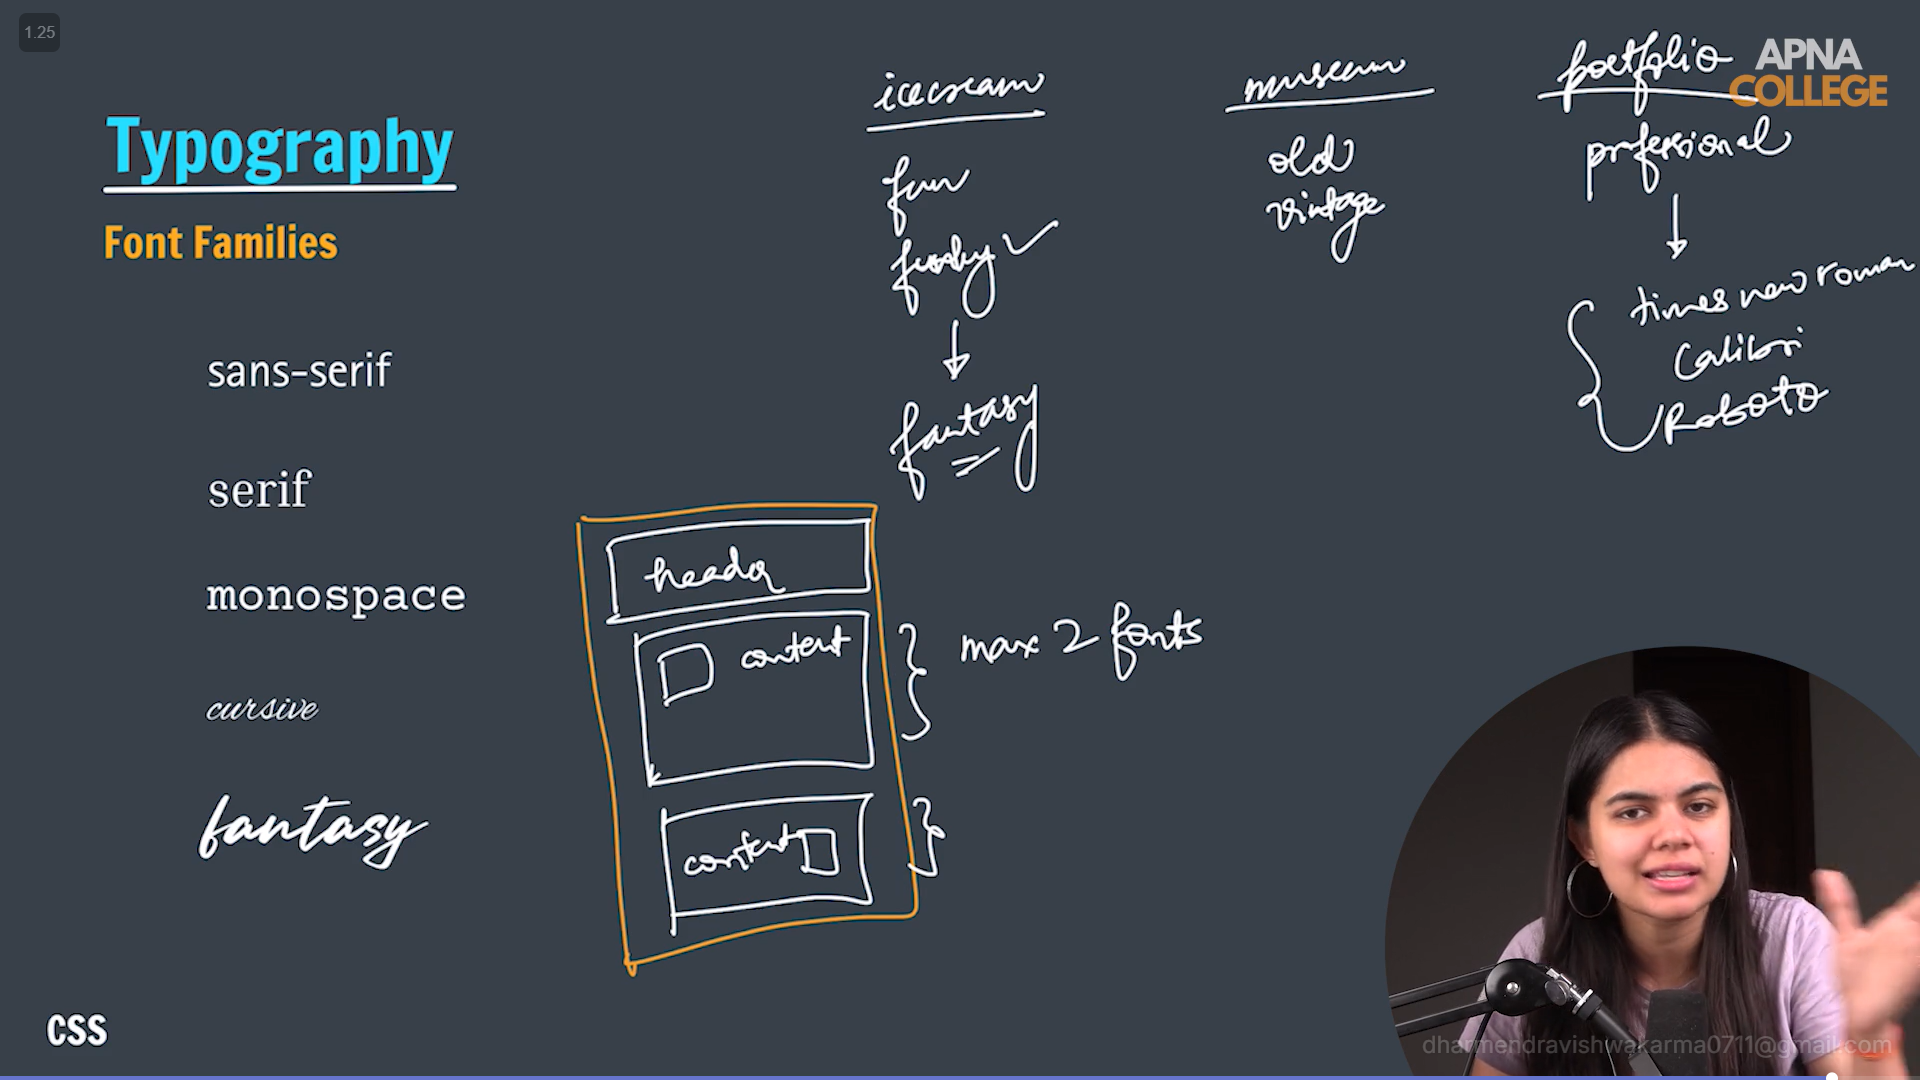 1.25
APNA
COLLEGE
Typography
Font Families
sans-serif
serif
monospace
cursive
fantasy
icecream
fun
funky
fantasy
museum
old
vintage
portfolio
professional
times new roman
Calibri
Roboto
header
content
content
max 2 fonts
CSS
dharmendravishwakarma0711@gmail.com